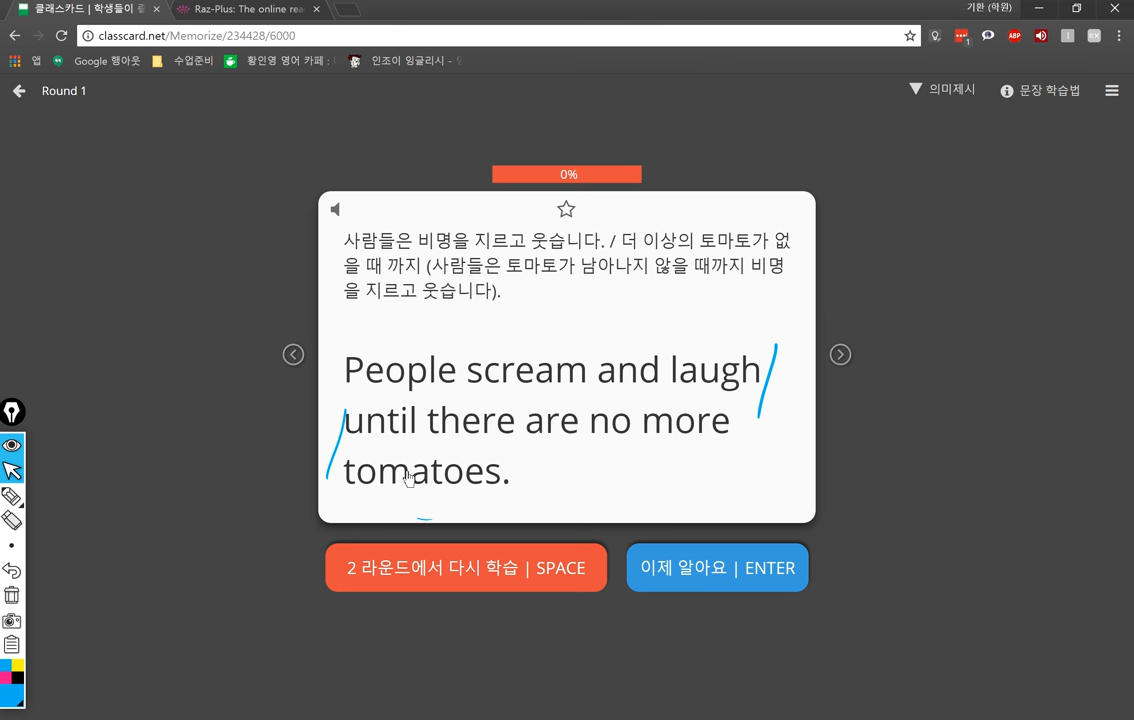 클래스카드 | 학생들이
Raz-Plus: The online rea
기환 (학원)
classcard.net/Memorize/234428/6000
ABP
1
앱
Google 행아웃
수업준비
황인영 영어 카페 :
인조이 잉글리시 -
Round 1
의미제시
문장 학습법
0%
사람들은 비명을 지르고 웃습니다. / 더 이상의 토마토가 없
을 때 까지 (사람들은 토마토가 남아나지 않을 때까지 비명
을 지르고 웃습니다).
People scream and laugh
until there are no more
tomatoes.
2 라운드에서 다시 학습 | SPACE
이제 알아요 | ENTER